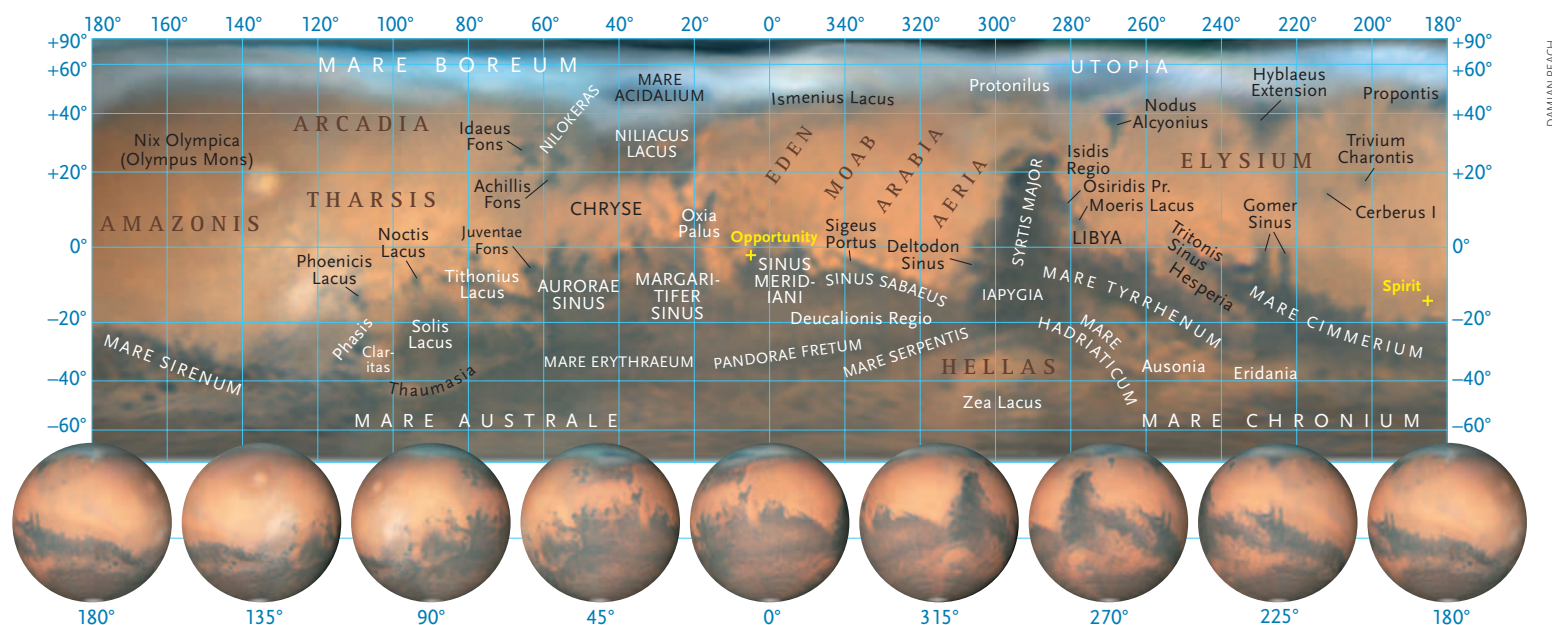 180° 160° 120° 100° 80° 60° 40° 20° 0° 340° 320° 300° 280° 260° 240° 220° 200° 180°
+90° +90°
+60° +60°
+40° +40°
+20° +20°
0° 0°
–20° –20°
–40° –40°
–60° –60°
DAMIAN PEACH
MARE BOREUM
MARE
ACIDALIUM
Ismenius Lacus
Protonilus
UTOPIA
Hyblaeus
Extension
Propontis
ARCADIA
Nix Olympica
(Olympus Mons)
Idaeus
Fons
NILOKERAS
NILIACUS
LACUS
EDEN
MOAB
ARABIA
AERIA
Nodus
Alcyonius
Isidis
Regio
ELYSIUM
Trivium
Charontis
THARSIS
Achillis
Fons
CHRYSE
Oxia
Palus
SYRTIS MAJOR
Osiridis Pr.
Moeris Lacus
Gomer
Sinus
Cerberus I
AMAZONIS
Noctis
Lacus
Juventae
Fons
Opportunity
Sigeus
Portus
Deltodon
Sinus
LIBYA
Tritonis
Sinus
Hesperia
Phoenicis
Lacus
Tithonius
Lacus
AURORAE
SINUS
MARGARI-
TIFER
SINUS
SINUS
MERID-
IANI
SINUS SABAEUS
IAPYGIA
MARE TYRRHENUM
MARE CIMMERIUM
Spirit
Deucalionis Regio
MARE SIRENUM
Phasis
Clar-
itas
Solis
Lacus
Thaumasia
MARE ERYTHRAEUM
PANDORAE FRETUM
MARE SERPENTIS
HELLAS
MARE
HADRIATICUM
Ausonia
Eridania
Zea Lacus
MARE AUSTRALE
MARE CHRONIUM
180° 135° 90° 45° 0° 315° 270° 225° 180°